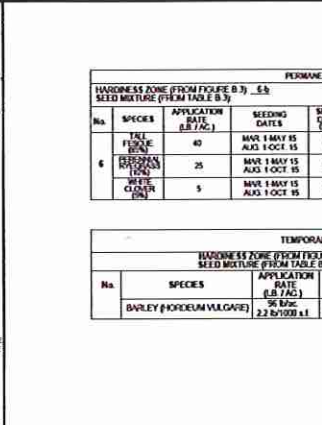 PERMANE
HARDINESS ZONE (FROM FIGURE B.3) 6-b
SEED MIXTURE (FROM TABLE B.3)
No. SPECIES APPLICATION RATE (LB./AC.) SEEDING DATES
6
TALL FESCUE 40 MAR. 1-MAY 15 AUG. 1-OCT. 15
PERENNIAL RYEGRASS 25 MAR. 1-MAY 15 AUG. 1-OCT. 15
WHITE CLOVER (5%) 5 MAR. 1-MAY 15 AUG. 1-OCT. 15
TEMPORA
HARDINESS ZONE (FROM FIGU
SEED MIXTURE (FROM TABLE B
No. SPECIES APPLICATION RATE (LB./AC.)
BARLEY (HORDEUM VULGARE) 96 lb/ac. 2.2 lb/1000 s.f.